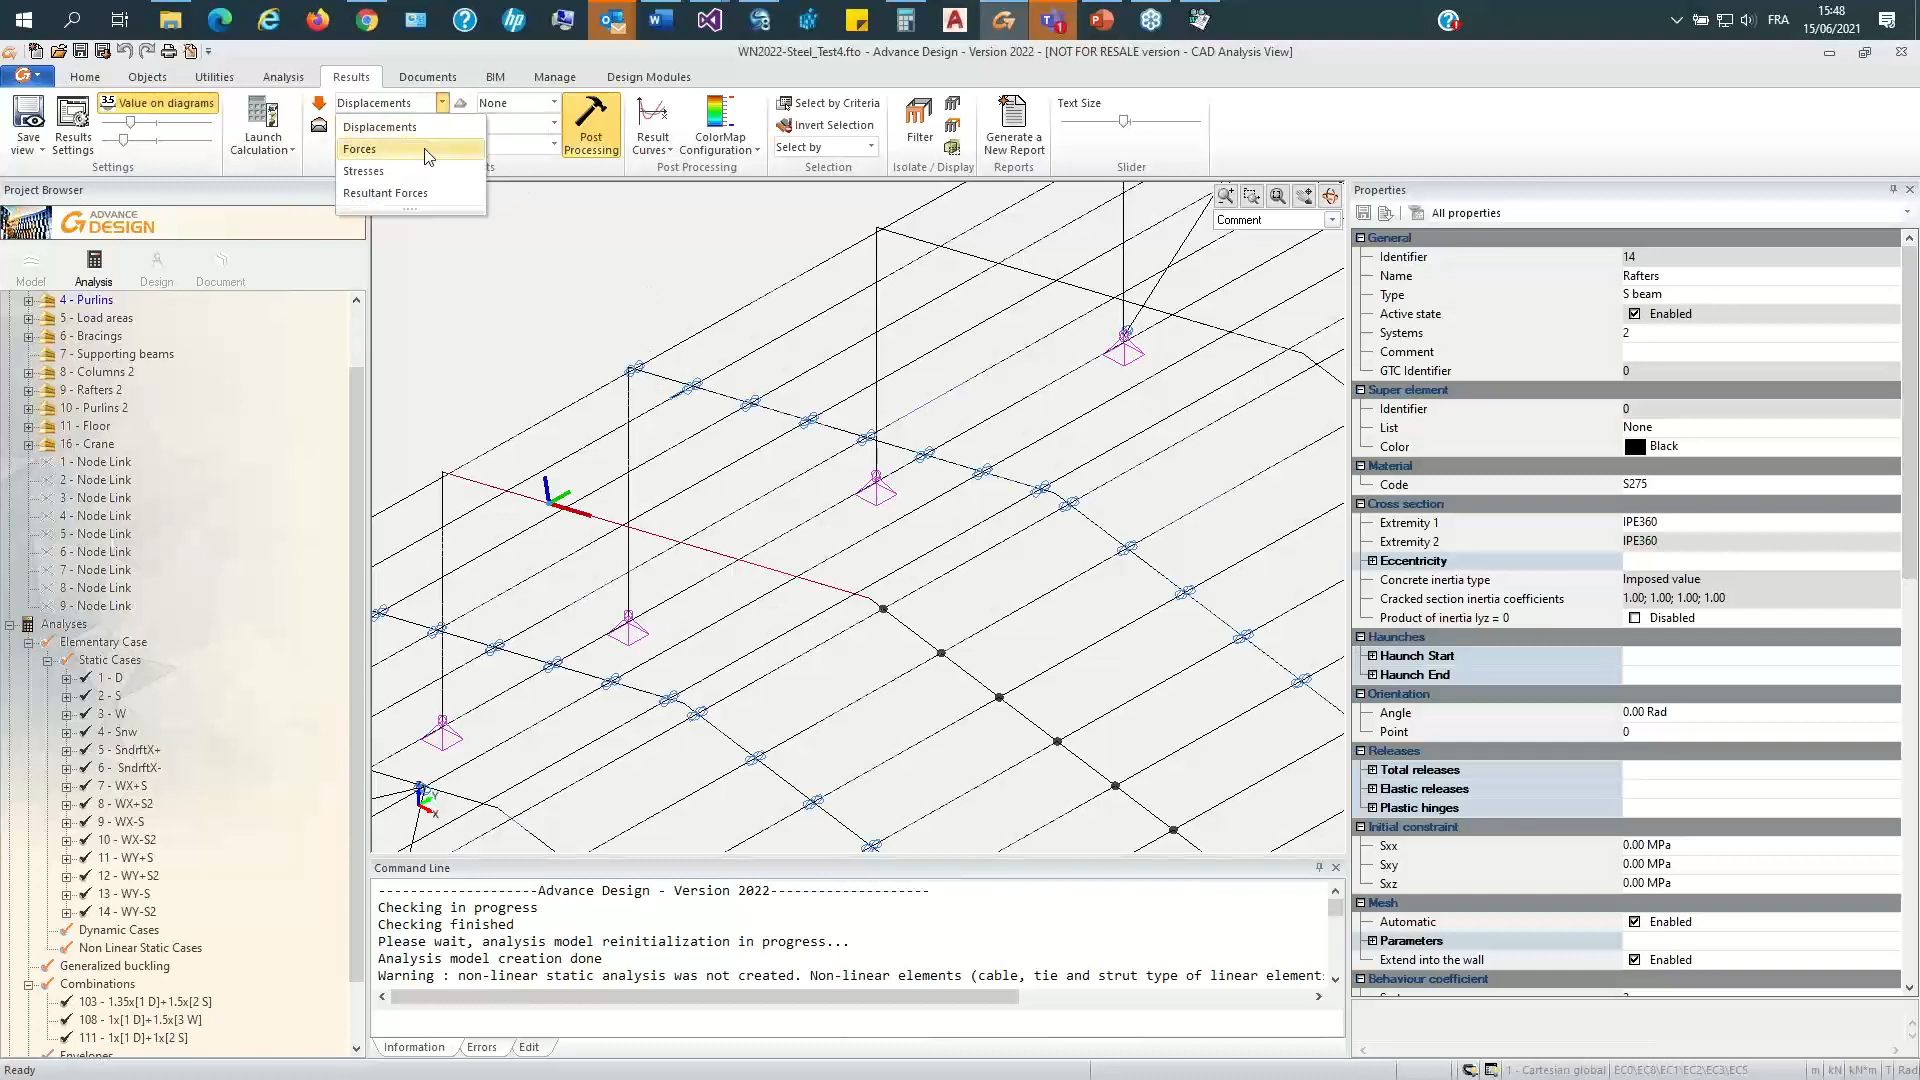 FRA
15:48
15/06/2021
WN2022-Steel_Test4.fto - Advance Design - Version 2022 - [NOT FOR RESALE version - CAD Analysis View]
Home
Objects
Utilities
Analysis
Results
Documents
BIM
Manage
Design Modules
Save view
Results Settings
3.5 Value on diagrams
Settings
Launch Calculation
Displacements
None
Displacements
Forces
Stresses
Resultant Forces
Post Processing
Result Curves
ColorMap Configuration
Post Processing
Select by Criteria
Invert Selection
Select by
Selection
Filter
Isolate / Display
Generate a New Report
Reports
Text Size
Slider
Project Browser
ADVANCE
DESIGN
Model
Analysis
Design
Document
4 - Purlins
5 - Load areas
6 - Bracings
7 - Supporting beams
8 - Columns 2
9 - Rafters 2
10 - Purlins 2
11 - Floor
16 - Crane
1 - Node Link
2 - Node Link
3 - Node Link
4 - Node Link
5 - Node Link
6 - Node Link
7 - Node Link
8 - Node Link
9 - Node Link
Analyses
Elementary Case
Static Cases
1 - D
2 - S
3 - W
4 - Snw
5 - SndrftX+
6 - SndrftX-
7 - WX+S
8 - WX+S2
9 - WX-S
10 - WX-S2
11 - WY+S
12 - WY+S2
13 - WY-S
14 - WY-S2
Dynamic Cases
Non Linear Static Cases
Generalized buckling
Combinations
103 - 1.35x[1 D]+1.5x[2 S]
108 - 1x[1 D]+1.5x[3 W]
111 - 1x[1 D]+1x[2 S]
Envelopes
Comment
Z
Y
X
Command Line
--------------------Advance Design - Version 2022--------------------
Checking in progress
Checking finished
Please wait, analysis model reinitialization in progress...
Analysis model creation done
Warning : non-linear static analysis was not created. Non-linear elements (cable, tie and strut type of linear element
Information
Errors
Edit
Properties
All properties
General
Identifier 14
Name Rafters
Type S beam
Active state Enabled
Systems 2
Comment
GTC Identifier 0
Super element
Identifier 0
List None
Color Black
Material
Code S275
Cross section
Extremity 1 IPE360
Extremity 2 IPE360
Eccentricity
Concrete inertia type Imposed value
Cracked section inertia coefficients 1.00; 1.00; 1.00; 1.00
Product of inertia Iyz = 0 Disabled
Haunches
Haunch Start
Haunch End
Orientation
Angle 0.00 Rad
Point 0
Releases
Total releases
Elastic releases
Plastic hinges
Initial constraint
Sxx 0.00 MPa
Sxy 0.00 MPa
Sxz 0.00 MPa
Mesh
Automatic Enabled
Parameters
Extend into the wall Enabled
Behaviour coefficient
Ready
1 - Cartesian global
EC0\EC8\EC1\EC2\EC3\EC5
m
kN
kN*m
T
Rad